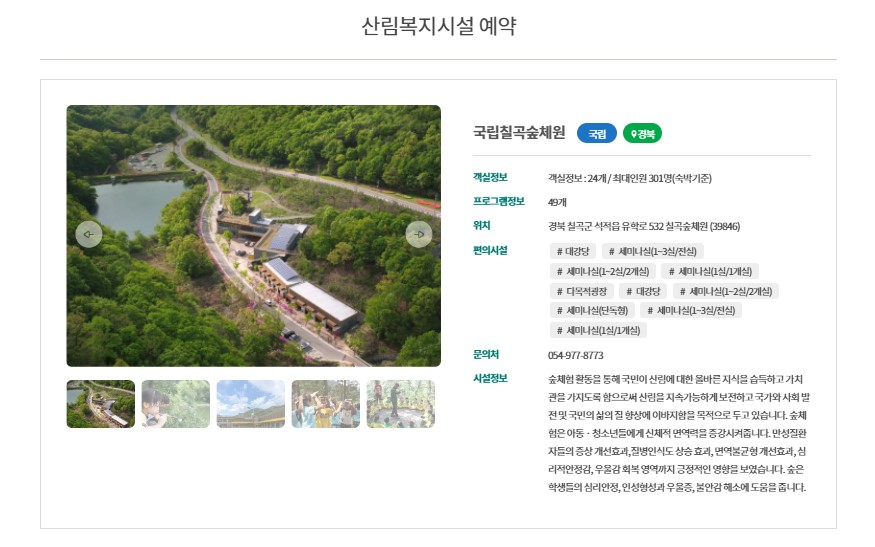 산림복지시설 예약
국립칠곡숲체원 국립 경북
객실정보 객실정보 : 24개 / 최대인원 301명(숙박기준)
프로그램정보 49개
위치 경북 칠곡군 석적읍 유학로 532 칠곡숲체원 (39846)
편의시설 # 대강당 # 세미나실(1~3실/전실)
# 세미나실(1~2실/2개실) # 세미나실(1실/1개실)
# 다목적광장 # 대강당 # 세미나실(1~2실/2개실)
# 세미나실(단독형) # 세미나실(1~3실/전실)
# 세미나실(1실/1개실)
문의처 054-977-8773
시설정보 숲체험 활동을 통해 국민이 산림에 대한 올바른 지식을 습득하고 가치
관을 가지도록 함으로써 산림을 지속가능하게 보전하고 국가와 사회 발
전 및 국민의 삶의 질 향상에 이바지함을 목적으로 두고 있습니다. 숲체
험은 아동 · 청소년들에게 신체적 면역력을 증강시켜줍니다. 만성질환
자들의 증상 개선효과,질병인식도 상승 효과, 면역불균형 개선효과, 심
리적안정감, 우울감 회복 영역까지 긍정적인 영향을 보였습니다. 숲은
학생들의 심리안정, 인성형성과 우울증, 불안감 해소에 도움을 줍니다.